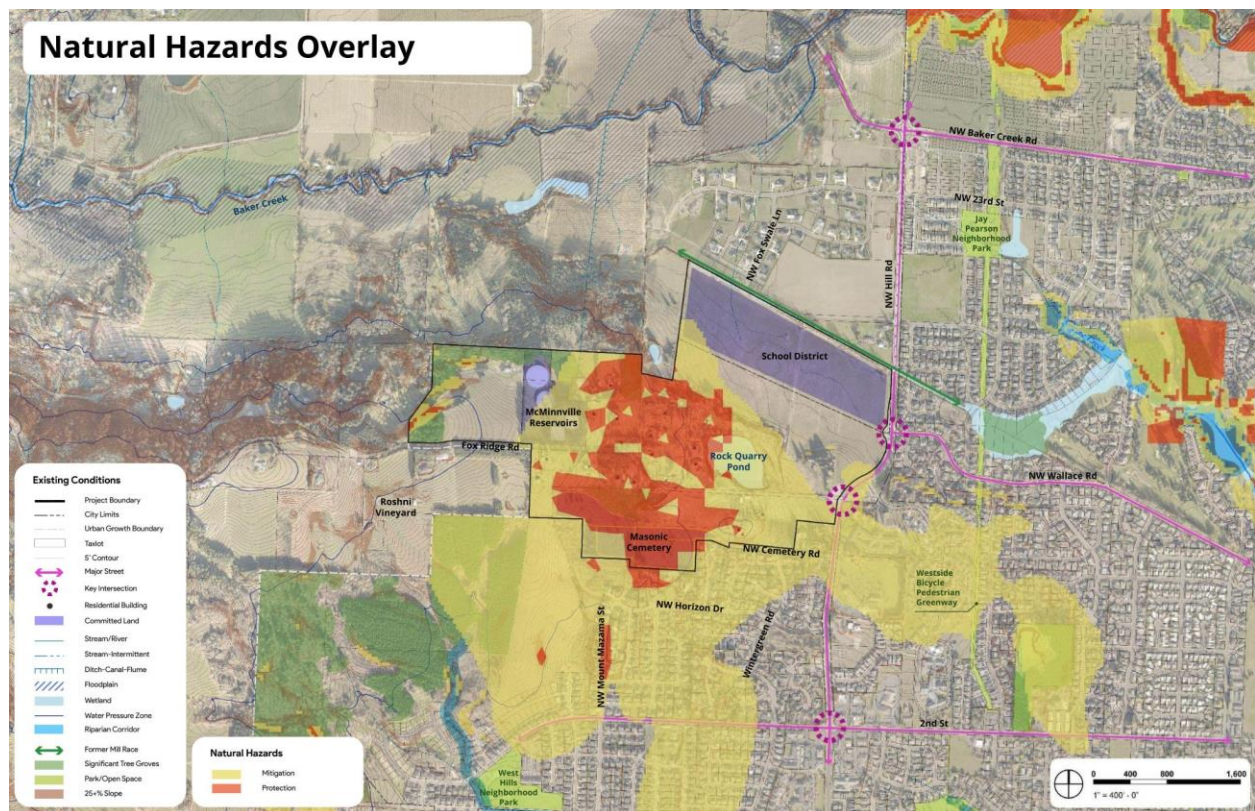 Natural Hazards Overlay
NW Baker Creek Rd
Baker Creek
NW 23rd St
Jay
Pearson
Neighborhood
Park
NW Fox Swale Ln
NW Hill Rd
School District
McMinnville
Reservoirs
Fox Ridge Rd
Rock Quarry
Pond
NW Wallace Rd
Roshni
Vineyard
Masonic
Cemetery
NW Cemetery Rd
Westside
Bicycle
Pedestrian
Greenway
NW Horizon Dr
NW Mount Mazama St
Wintergreen Rd
2nd St
West
Hills
Neighborhood
Park
Existing Conditions
Project Boundary
City Limits
Urban Growth Boundary
Taxlot
5' Contour
Major Street
Key Intersection
Residential Building
Committed Land
Stream/River
Stream-Intermittent
Ditch-Canal-Flume
Floodplain
Wetland
Water Pressure Zone
Riparian Corridor
Former Mill Race
Significant Tree Groves
Park/Open Space
25+% Slope
Natural Hazards
Mitigation
Protection
0 400 800 1,600
1" = 400' - 0"